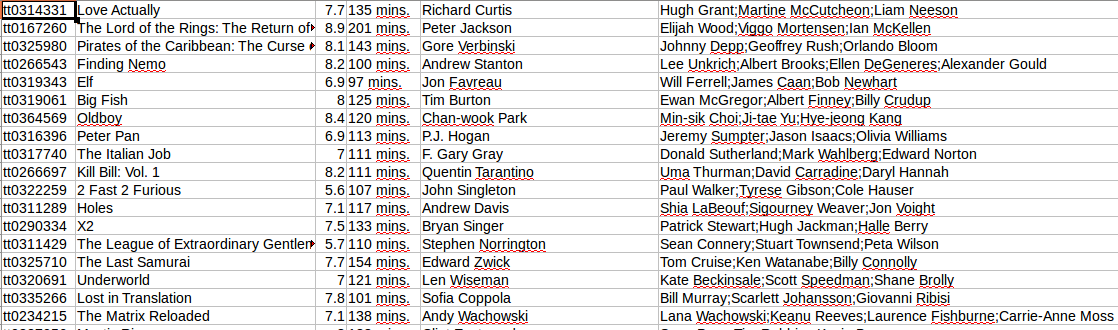 tt0314331 Love Actually 7.7 135 mins. Richard Curtis Hugh Grant;Martine McCutcheon;Liam Neeson
tt0167260 The Lord of the Rings: The Return of 8.9 201 mins. Peter Jackson Elijah Wood;Viggo Mortensen;Ian McKellen
tt0325980 Pirates of the Caribbean: The Curse 8.1 143 mins. Gore Verbinski Johnny Depp;Geoffrey Rush;Orlando Bloom
tt0266543 Finding Nemo 8.2 100 mins. Andrew Stanton Lee Unkrich;Albert Brooks;Ellen DeGeneres;Alexander Gould
tt0319343 Elf 6.9 97 mins. Jon Favreau Will Ferrell;James Caan;Bob Newhart
tt0319061 Big Fish 8 125 mins. Tim Burton Ewan McGregor;Albert Finney;Billy Crudup
tt0364569 Oldboy 8.4 120 mins. Chan-wook Park Min-sik Choi;Ji-tae Yu;Hye-jeong Kang
tt0316396 Peter Pan 6.9 113 mins. P.J. Hogan Jeremy Sumpter;Jason Isaacs;Olivia Williams
tt0317740 The Italian Job 7 111 mins. F. Gary Gray Donald Sutherland;Mark Wahlberg;Edward Norton
tt0266697 Kill Bill: Vol. 1 8.2 111 mins. Quentin Tarantino Uma Thurman;David Carradine;Daryl Hannah
tt0322259 2 Fast 2 Furious 5.6 107 mins. John Singleton Paul Walker;Tyrese Gibson;Cole Hauser
tt0311289 Holes 7.1 117 mins. Andrew Davis Shia LaBeouf;Sigourney Weaver;Jon Voight
tt0290334 X2 7.5 133 mins. Bryan Singer Patrick Stewart;Hugh Jackman;Halle Berry
tt0311429 The League of Extraordinary Gentler 5.7 110 mins. Stephen Norrington Sean Connery;Stuart Townsend;Peta Wilson
tt0325710 The Last Samurai 7.7 154 mins. Edward Zwick Tom Cruise;Ken Watanabe;Billy Connolly
tt0320691 Underworld 7 121 mins. Len Wiseman Kate Beckinsale;Scott Speedman;Shane Brolly
tt0335266 Lost in Translation 7.8 101 mins. Sofia Coppola Bill Murray;Scarlett Johansson;Giovanni Ribisi
tt0234215 The Matrix Reloaded 7.1 138 mins. Andy Wachowski Lana Wachowski;Keanu Reeves;Laurence Fishburne;Carrie-Anne Moss